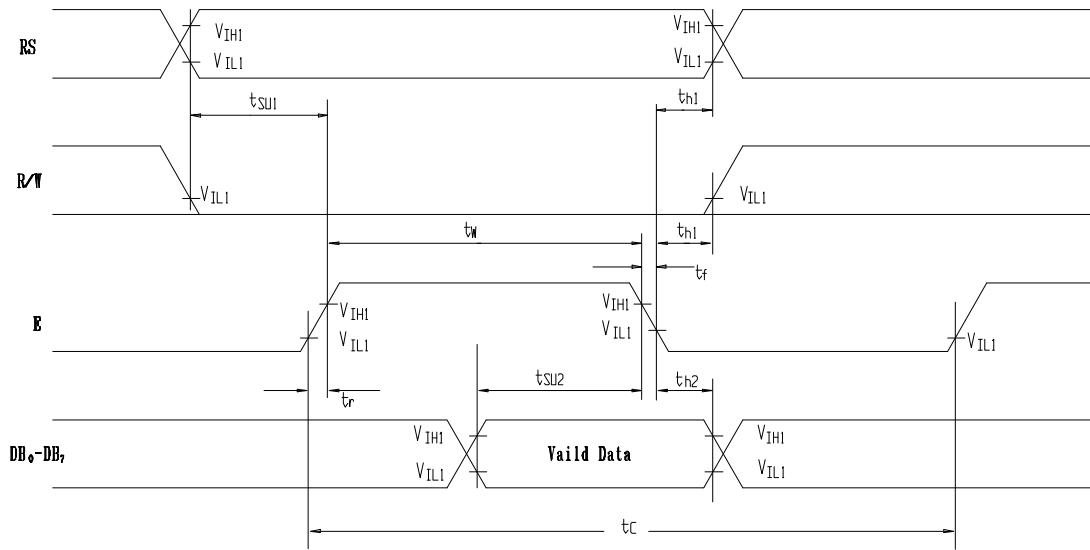 RS
VIH1
VIL1
VIH1
VIL1
tSU1
th1
R/W
VIL1
VIL1
tW
th1
tf
E
VIH1
VIL1
VIH1
VIL1
VIL1
tr
tSU2
th2
DB0-DB7
VIH1
VIL1
Vaild Data
VIH1
VIL1
tC